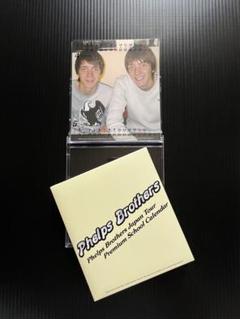 Phelps Brothers
Phelps Brothers Japan Tour
Premium School Calendar